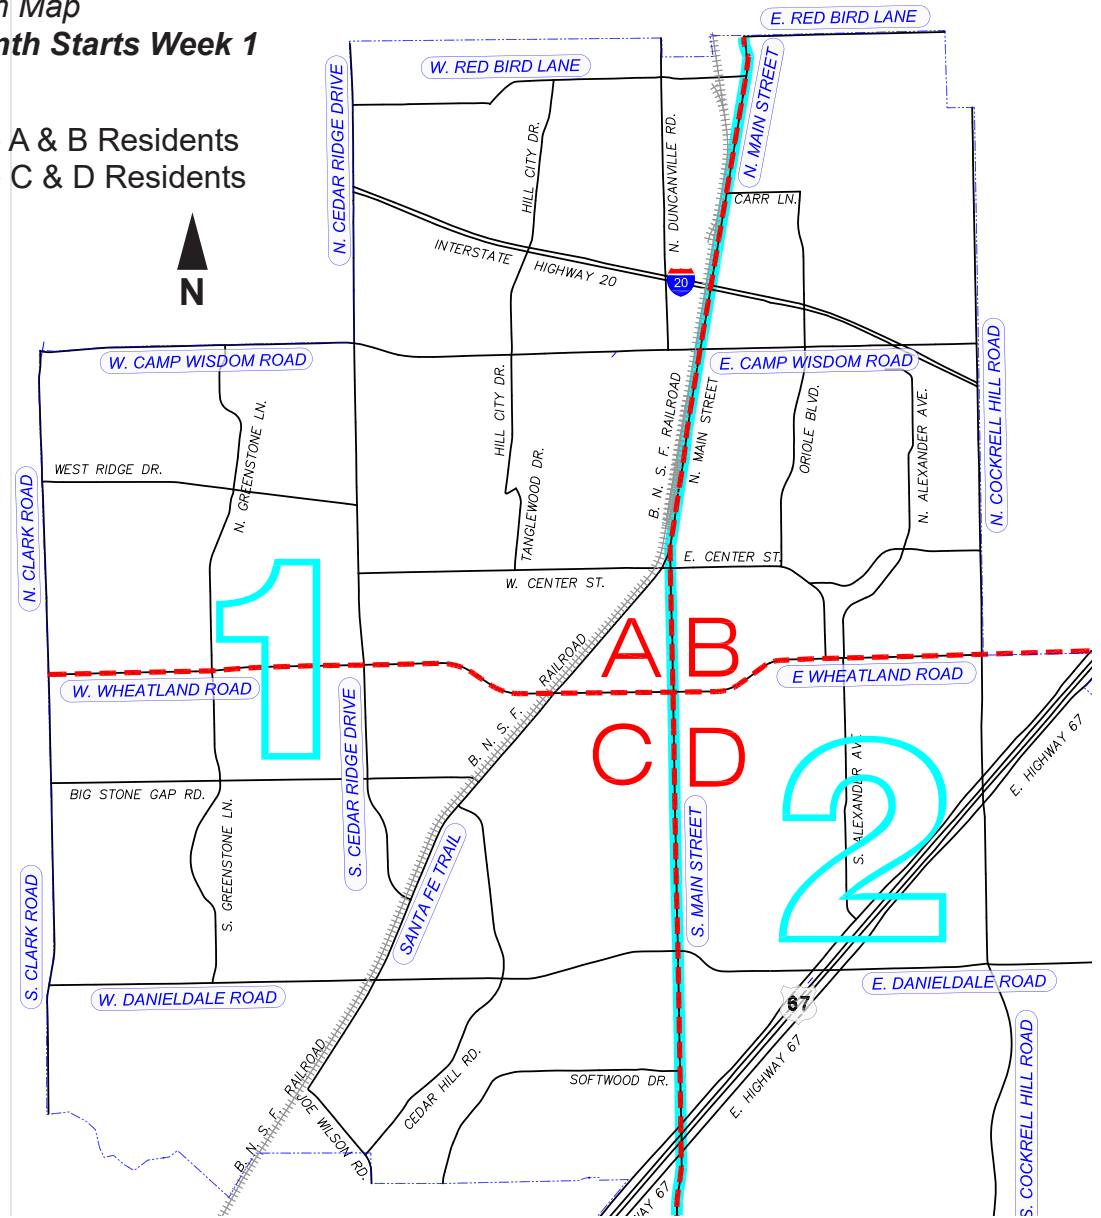 Map
Starts Week 1
A & B Residents
C & D Residents
N
E. RED BIRD LANE
W. RED BIRD LANE
N. CEDAR RIDGE DRIVE
HILL CITY DR.
N. DUNCANVILLE RD.
N. MAIN STREET
CARR LN.
INTERSTATE HIGHWAY 20
20
W. CAMP WISDOM ROAD
E. CAMP WISDOM ROAD
N. COCKRELL HILL ROAD
HILL CITY DR.
B. N. S. F. RAILROAD
N. MAIN STREET
ORIOLE BLVD.
N. ALEXANDER AVE.
N. GREENSTONE LN.
WEST RIDGE DR.
TANGLEWOOD DR.
N. CLARK ROAD
E. CENTER ST.
W. CENTER ST.
1
A
B
B. N. S. F. RAILROAD
W. WHEATLAND ROAD
E WHEATLAND ROAD
C
D
2
S. CEDAR RIDGE DRIVE
S. ALEXANDER AV.
E. HIGHWAY 67
BIG STONE GAP RD.
S. GREENSTONE LN.
SANTA FE TRAIL
S. MAIN STREET
S. CLARK ROAD
W. DANIELDALE ROAD
E. DANIELDALE ROAD
67
B. N. S. F. RAILROAD
JOE WILSON RD.
CEDAR HILL RD.
SOFTWOOD DR.
E. HIGHWAY 67
S. COCKRELL HILL ROAD
67